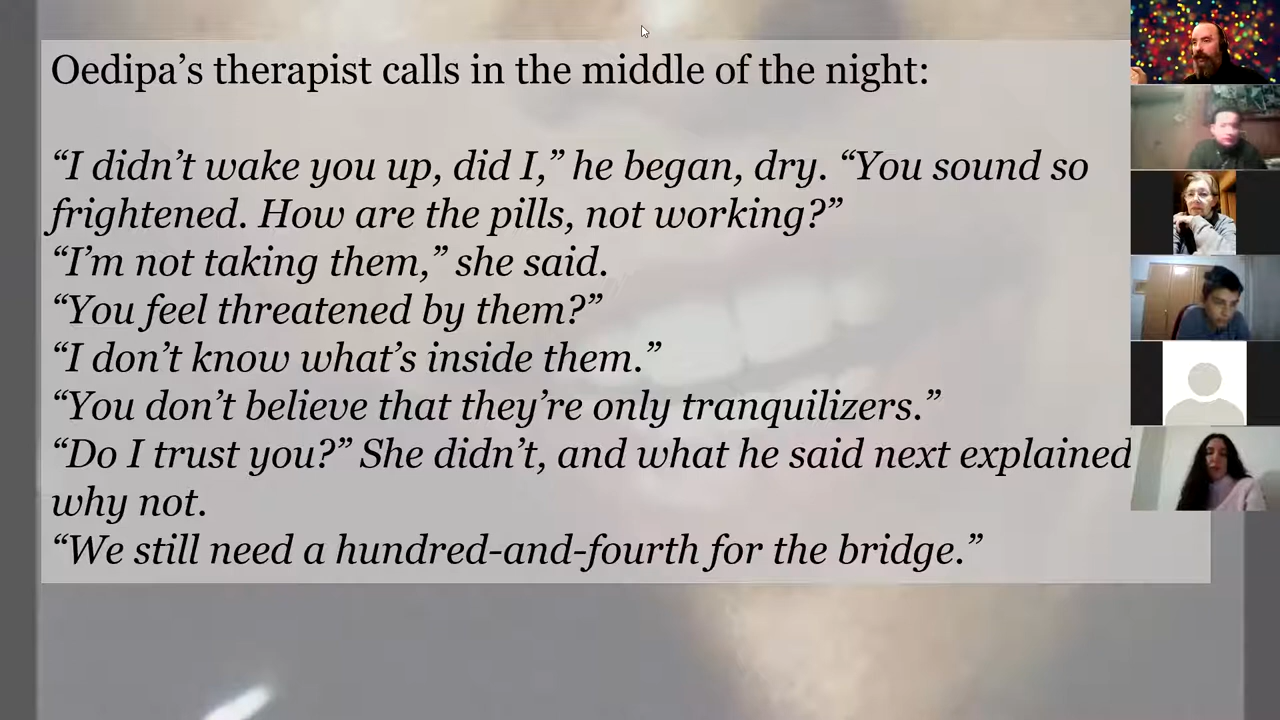 Oedipa’s therapist calls in the middle of the night:
“I didn’t wake you up, did I,” he began, dry. “You sound so
frightened. How are the pills, not working?”
“I’m not taking them,” she said.
“You feel threatened by them?”
“I don’t know what’s inside them.”
“You don’t believe that they’re only tranquilizers.”
“Do I trust you?” She didn’t, and what he said next explained
why not.
“We still need a hundred-and-fourth for the bridge.”